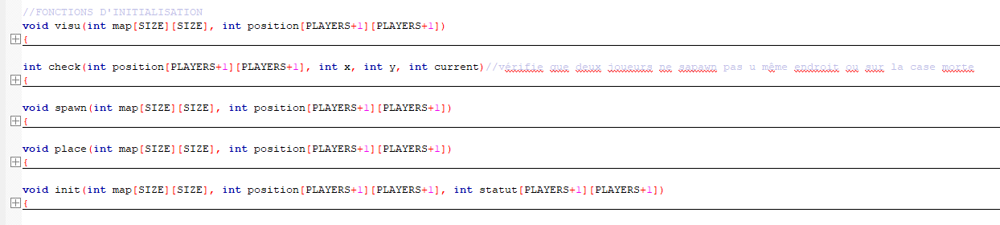 //FONCTIONS D'INITIALISATION
void visu(int map[SIZE][SIZE], int position[PLAYERS+1][PLAYERS+1])
{
int check(int position[PLAYERS+1][PLAYERS+1], int x, int y, int current)//vérifie que deux joueurs ne sapawn pas u même endroit ou sur la case morte
{
void spawn(int map[SIZE][SIZE], int position[PLAYERS+1][PLAYERS+1])
{
void place(int map[SIZE][SIZE], int position[PLAYERS+1][PLAYERS+1])
{
void init(int map[SIZE][SIZE], int position[PLAYERS+1][PLAYERS+1], int statut[PLAYERS+1][PLAYERS+1])
{